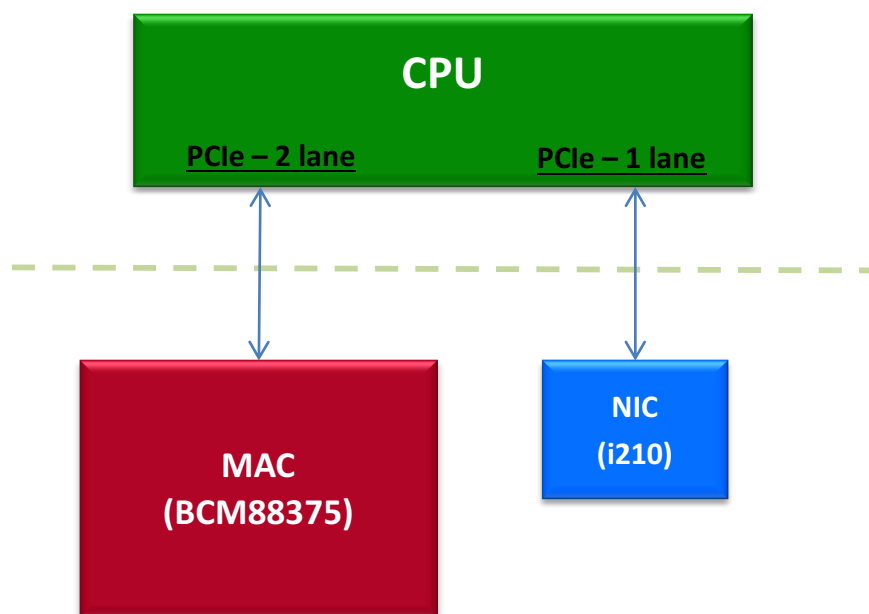 CPU
PCIe – 2 lane
PCIe – 1 lane
MAC
(BCM88375)
NIC
(i210)